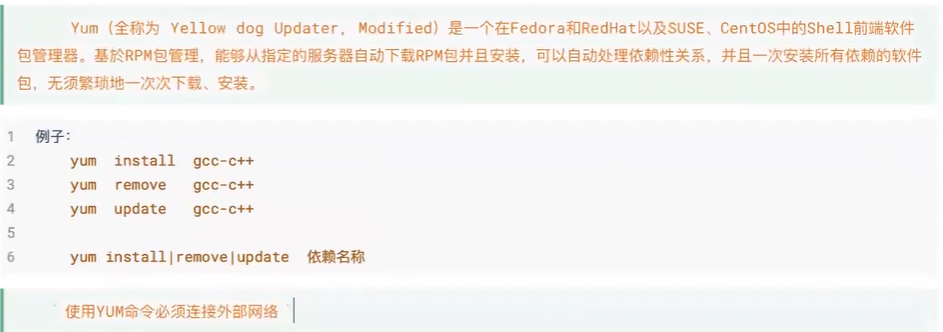 Yum（全称为 Yellow dog Updater, Modified）是一个在Fedora和RedHat以及SUSE、CentOS中的Shell前端软件
包管理器。基於RPM包管理，能够从指定的服务器自动下载RPM包并且安装，可以自动处理依赖性关系，并且一次安装所有依赖的软件
包，无须繁琐地一次次下载、安装。
1 例子：
2 yum install gcc-c++
3 yum remove gcc-c++
4 yum update gcc-c++
5
6 yum install|remove|update 依赖名称
` 使用YUM命令必须连接外部网络 `